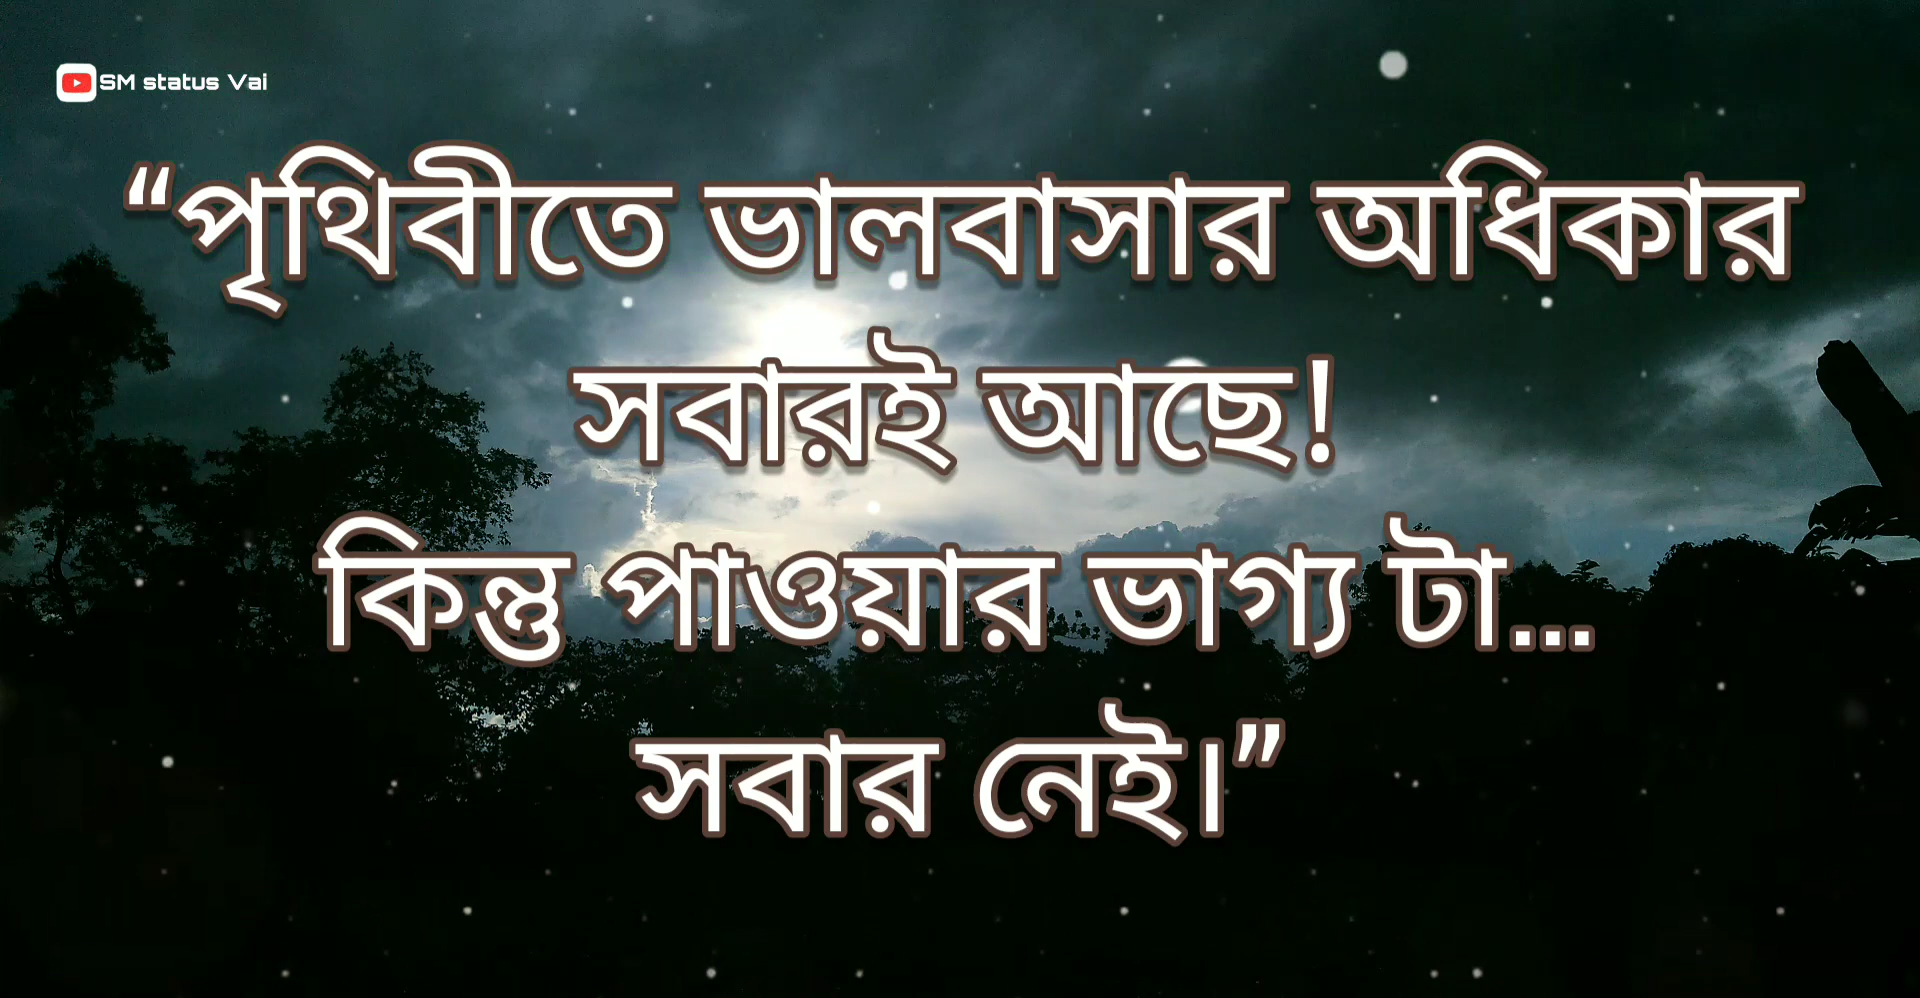 SM status Vai
“পৃথিবীতে ভালবাসার অধিকার
সবারই আছে!
কিন্তু পাওয়ার ভাগ্য টা...
সবার নেই।”